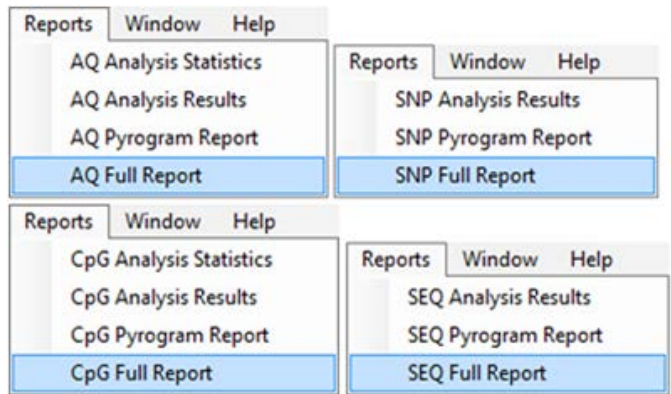 Reports Window Help
AQ Analysis Statistics
AQ Analysis Results
AQ Pyrogram Report
AQ Full Report
Reports Window Help
SNP Analysis Results
SNP Pyrogram Report
SNP Full Report
Reports Window Help
CpG Analysis Statistics
CpG Analysis Results
CpG Pyrogram Report
CpG Full Report
Reports Window Help
SEQ Analysis Results
SEQ Pyrogram Report
SEQ Full Report